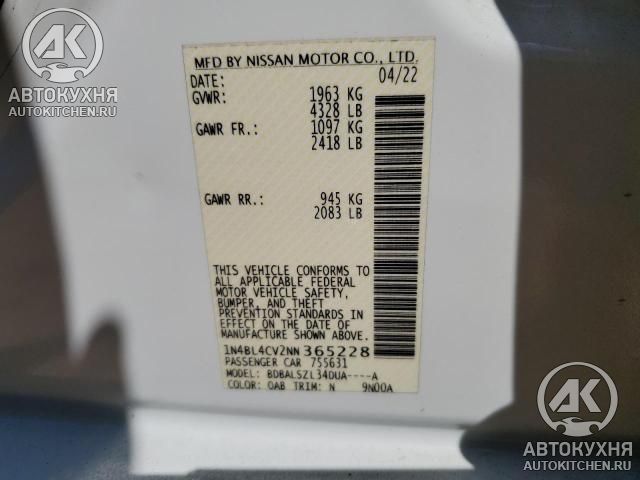 AK
АВТОКУХНЯ
AUTOKITCHEN.RU
MFD BY NISSAN MOTOR CO., LTD.
DATE: 04/22
GVWR: 1963 KG
4328 LB
GAWR FR.: 1097 KG
2418 LB
GAWR RR.: 945 KG
2083 LB
THIS VEHICLE CONFORMS TO
ALL APPLICABLE FEDERAL
MOTOR VEHICLE SAFETY,
BUMPER, AND THEFT
PREVENTION STANDARDS IN
EFFECT ON THE DATE OF
MANUFACTURE SHOWN ABOVE.
1N4BL4CV2NN365228
PASSENGER CAR 755631
MODEL: BDBALSZL34DUA----A
COLOR: QAB TRIM: N 9N00A
AK
АВТОКУХНЯ
AUTOKITCHEN.RU